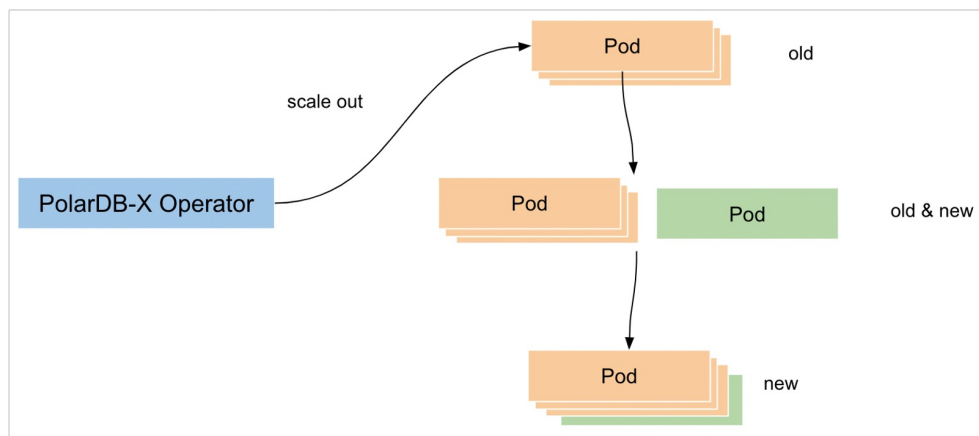 Pod
old
scale out
PolarDB-X Operator
Pod
Pod
old & new
Pod
new